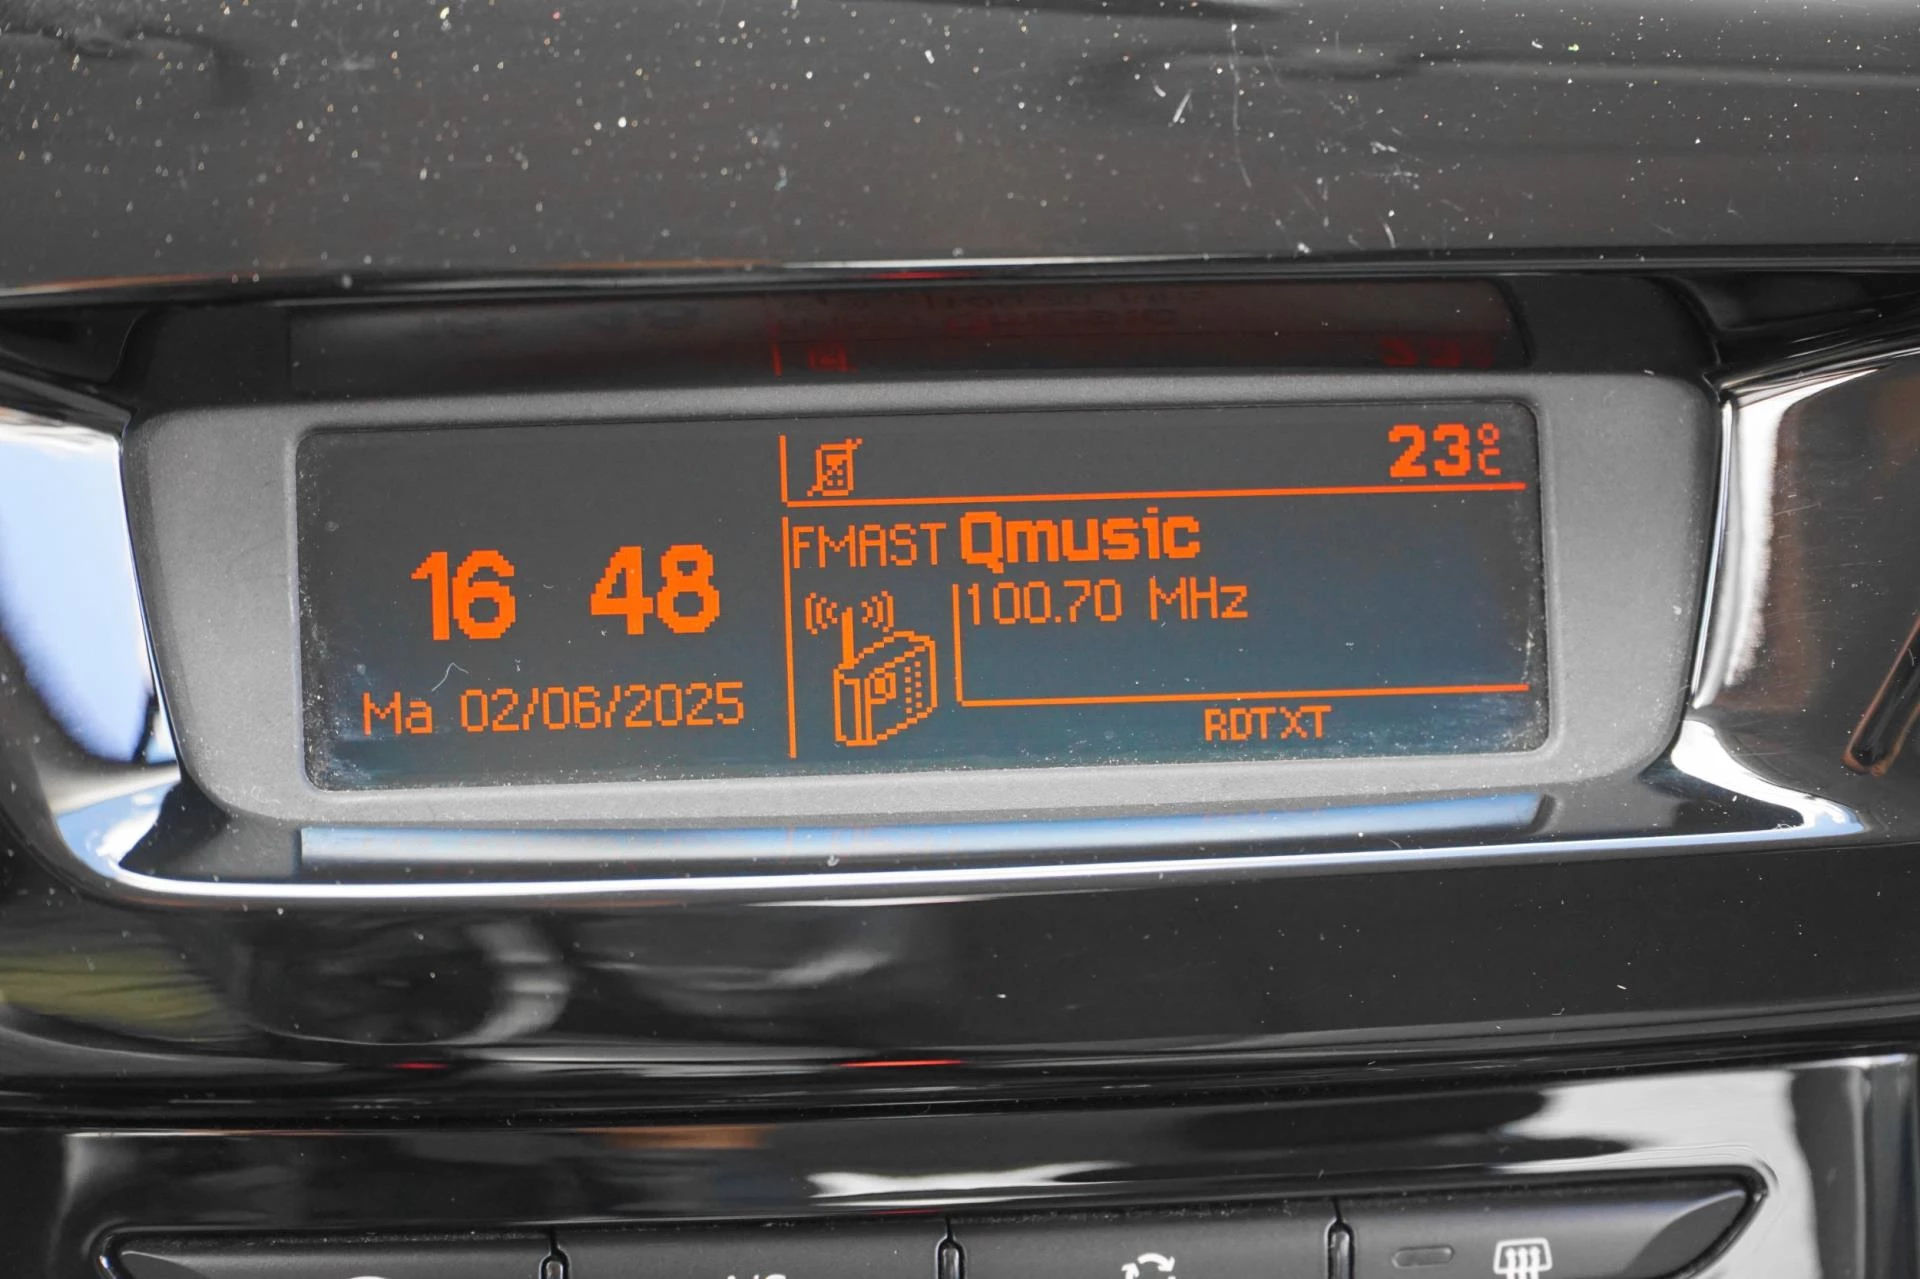 23°C
FMAST Qmusic
16 48
100.70 MHz
Ma 02/06/2025
RDTXT